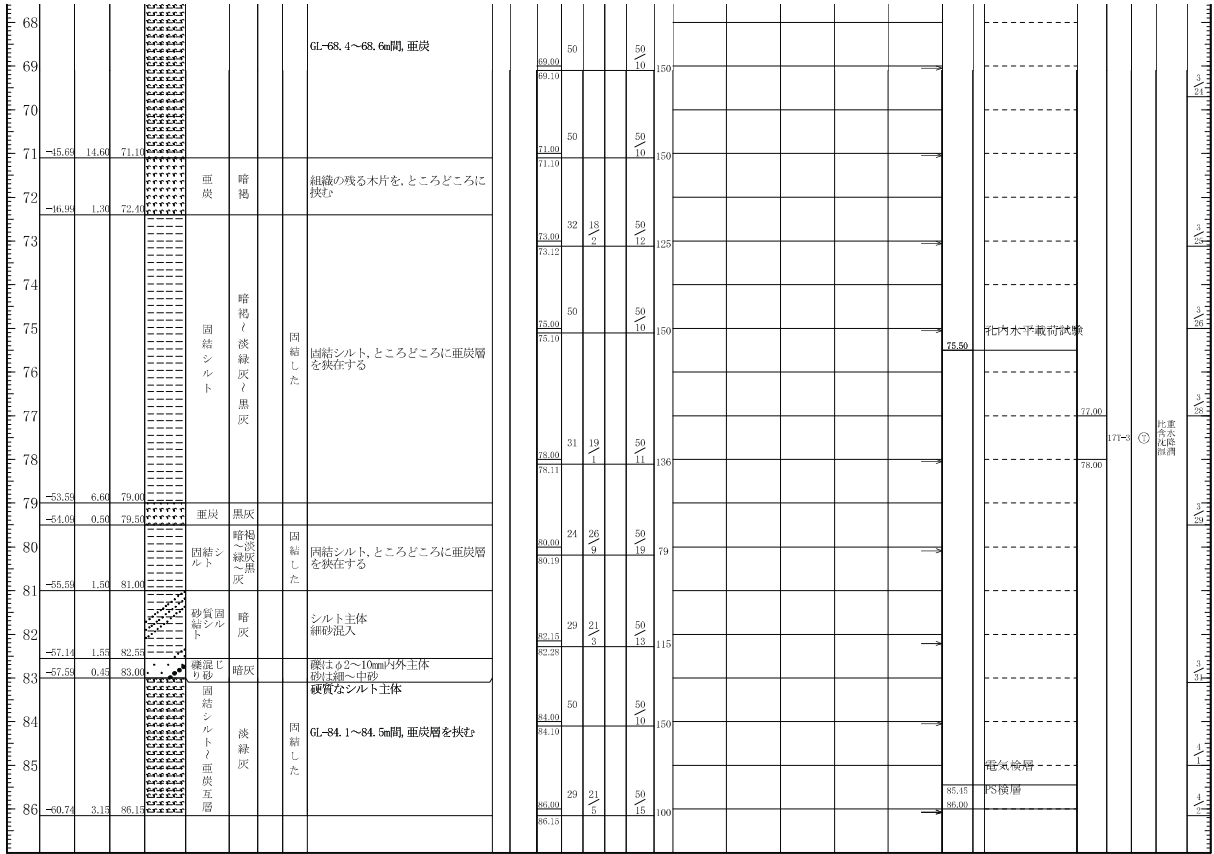 68
GL-68.4～68.6m間, 亜炭
50
50
10
69.00
69
150
69.10
3
24
70
50
50
10
71.00
-45.69 14.60 71.10
71
150
71.10
亜炭
暗褐
組織の残る木片を, ところどころに
挟む
72
-46.99 1.30 72.40
32 18
2
50
12
73.00
73
125
73.12
3
25
74
50
50
10
75.00
75
150
75.10
孔内水平載荷試験
75.50
3
26
固結シルト
暗褐～淡緑灰～黒灰
固結した
固結シルト, ところどころに亜炭層
を狭在する
76
77
77.00
3
28
31 19
1
50
11
78.00
78
136
78.11
17T-3
⑦
比重
含水
沈降
湿潤
78.00
-53.59 6.60 79.00
79
亜炭
黒灰
-54.09 0.50 79.50
3
29
24 26
9
50
19
80.00
80
79
80.19
固結シ
ルト
暗褐
～淡
緑灰
～黒
灰
固結した
固結シルト, ところどころに亜炭層
を狭在する
-55.59 1.50 81.00
81
砂質固
結シル
ト
暗灰
シルト主体
細砂混入
29 21
3
50
13
82.15
82
115
82.28
-57.14 1.55 82.55
礫混じ
り砂
暗灰
礫はφ2～10mm内外主体
砂は細～中砂
-57.59 0.45 83.00
83
3
31
硬質なシルト主体
固結シルト～亜炭互層
淡緑灰
固結した
50
50
10
84.00
84
150
84.10
GL-84.1～84.5m間, 亜炭層を挟む
85
電気検層
4
1
85.45
PS検層
29 21
5
50
15
86.00
86.00
-60.74 3.15 86.15
86
100
86.15
4
2